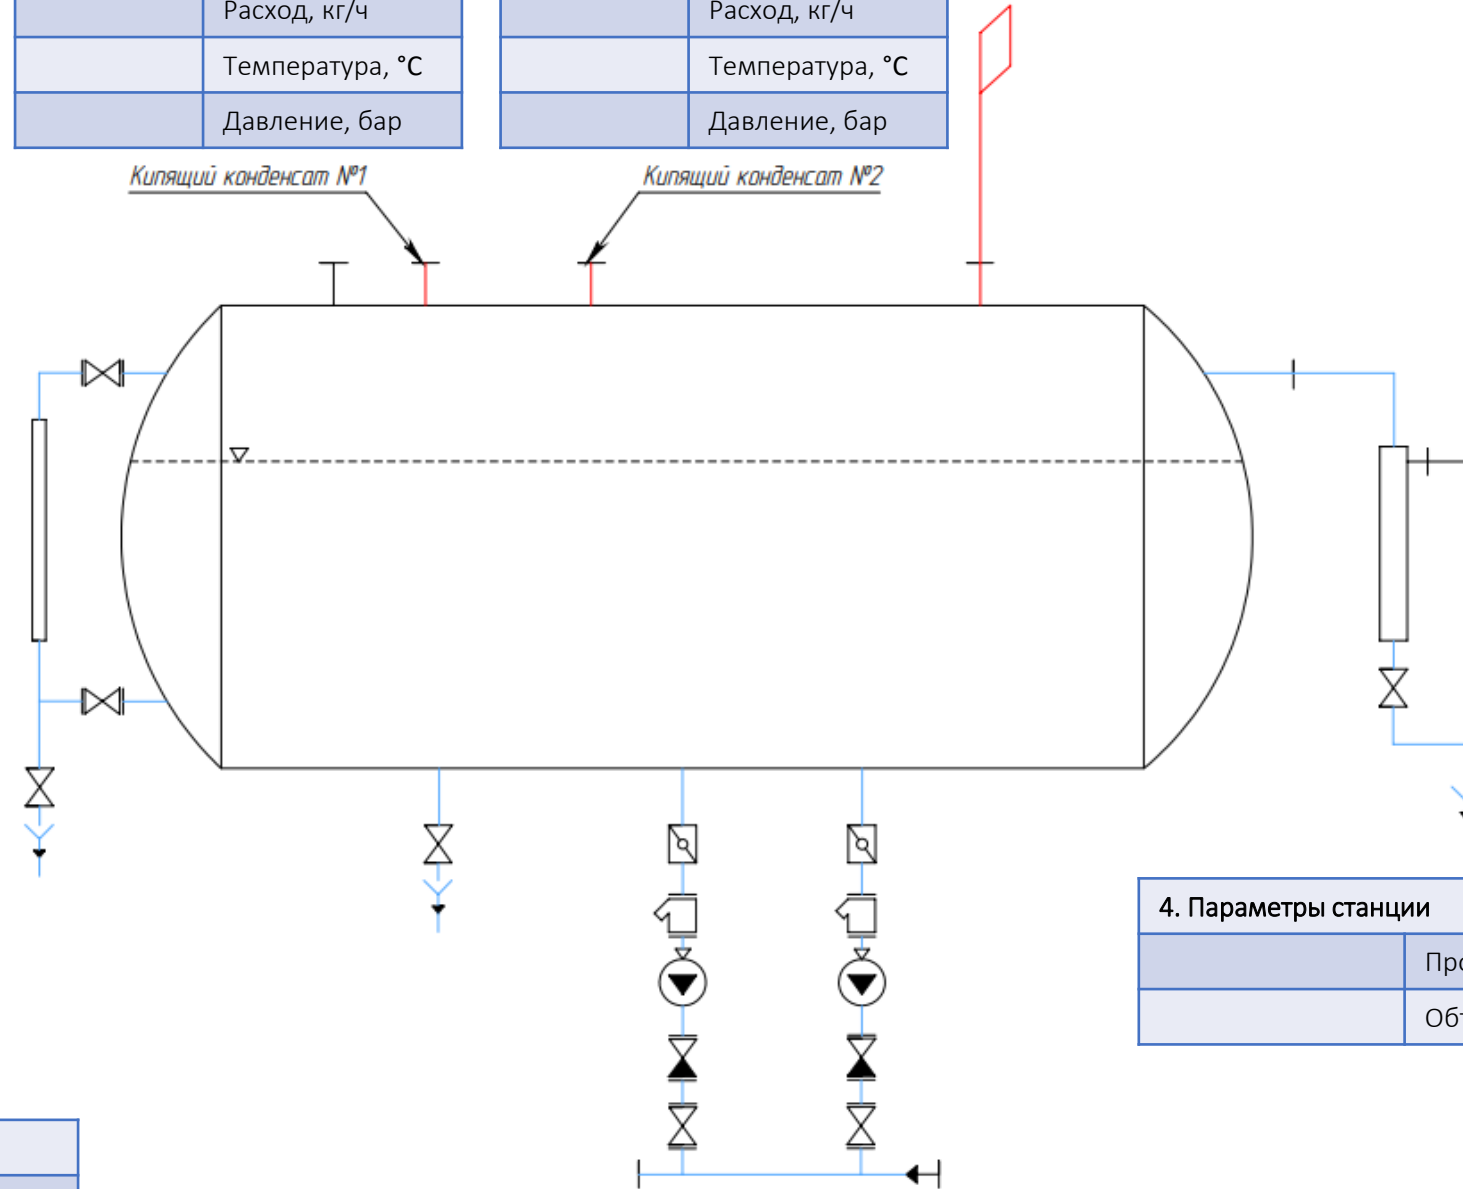 Расход, кг/ч
Температура, °C
Давление, бар
Расход, кг/ч
Температура, °C
Давление, бар
Кипящий конденсат №1
Кипящий конденсат №2
4. Параметры станции